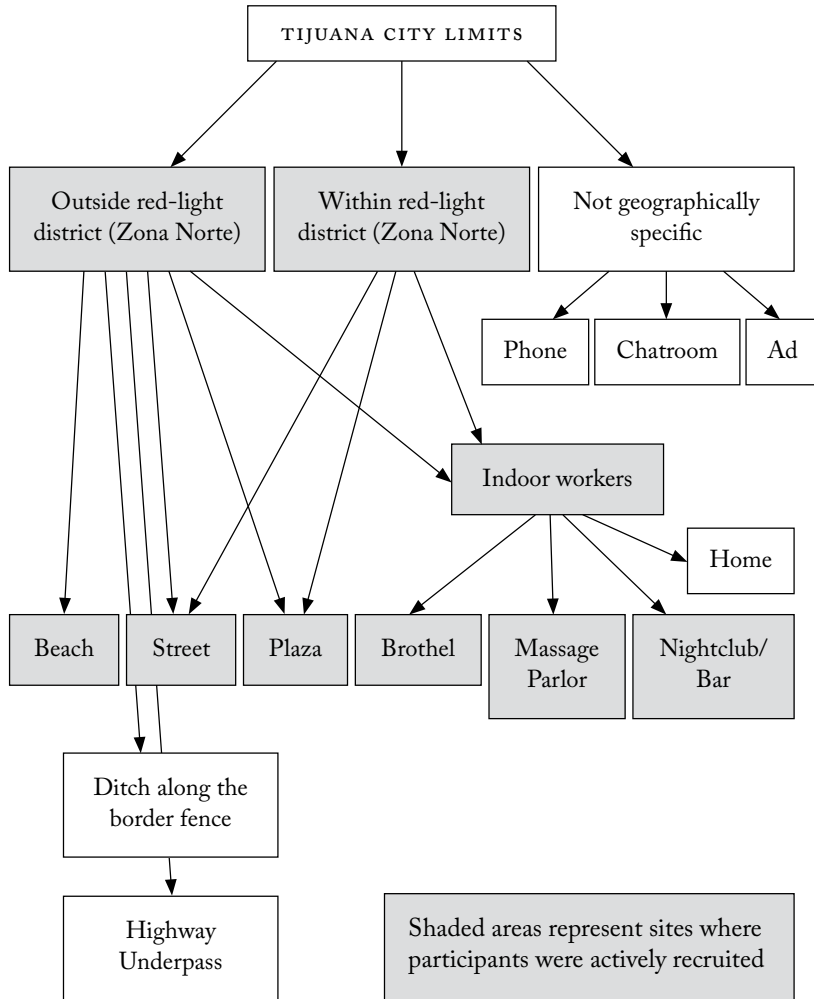 TIJUANA CITY LIMITS
Outside red-light
district (Zona Norte)
Within red-light
district (Zona Norte)
Not geographically
specific
Phone
Chatroom
Ad
Indoor workers
Home
Beach
Street
Plaza
Brothel
Massage
Parlor
Nightclub/
Bar
Ditch along the
border fence
Highway
Underpass
Shaded areas represent sites where
participants were actively recruited